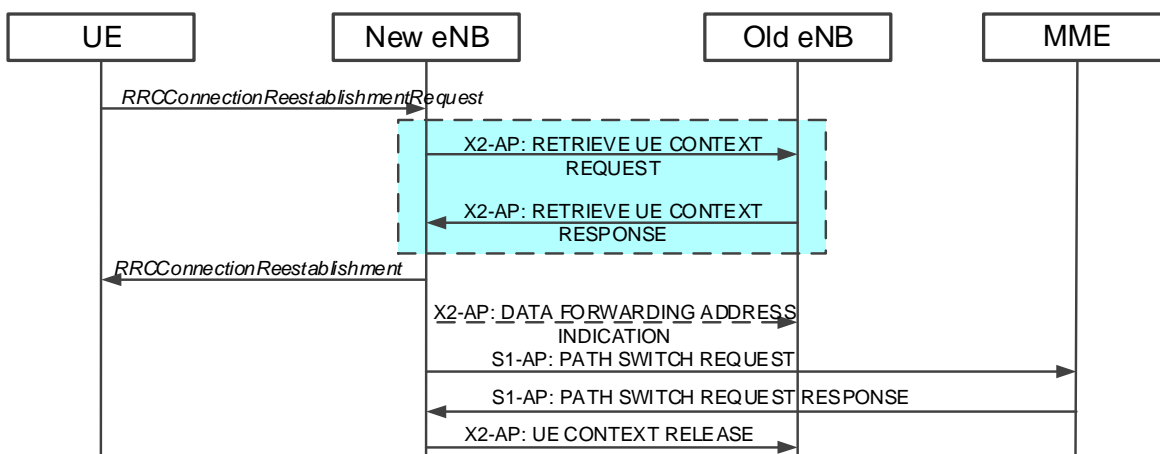 UE
New eNB
Old eNB
MME
RRCConnectionReestablishmentRequest
X2-AP: RETRIEVE UE CONTEXT
REQUEST
X2-AP: RETRIEVE UE CONTEXT
RESPONSE
RRCConnectionReestablishment
X2-AP: DATA FORWARDING ADDRESS
INDICATION
S1-AP: PATH SWITCH REQUEST
S1-AP: PATH SWITCH REQUEST RESPONSE
X2-AP: UE CONTEXT RELEASE